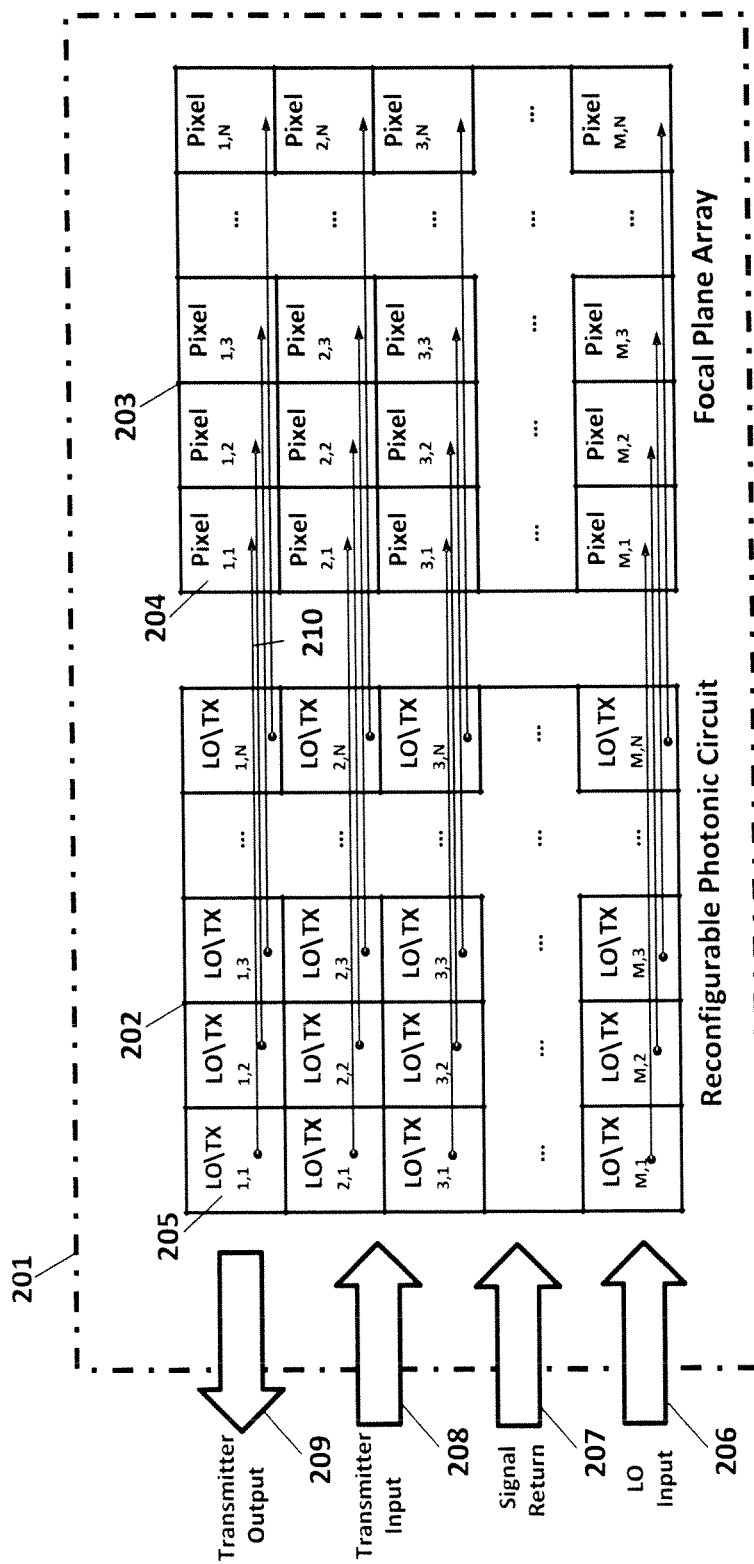 201
202
203
205
204
Transmitter
Output
209
LO\TX
1,1
LO\TX
1,2
LO\TX
1,3
...
LO\TX
1,N
210
Pixel
1,1
Pixel
1,2
Pixel
1,3
...
Pixel
1,N
Transmitter
Input
208
LO\TX
2,1
LO\TX
2,2
LO\TX
2,3
...
LO\TX
2,N
Pixel
2,1
Pixel
2,2
Pixel
2,3
...
Pixel
2,N
LO\TX
3,1
LO\TX
3,2
LO\TX
3,3
...
LO\TX
3,N
Pixel
3,1
Pixel
3,2
Pixel
3,3
...
Pixel
3,N
Signal
Return
207
...
...
...
...
...
...
...
...
LO
Input
206
LO\TX
M,1
LO\TX
M,2
LO\TX
M,3
...
LO\TX
M,N
Pixel
M,1
Pixel
M,2
Pixel
M,3
...
Pixel
M,N
Reconfigurable Photonic Circuit
Focal Plane Array